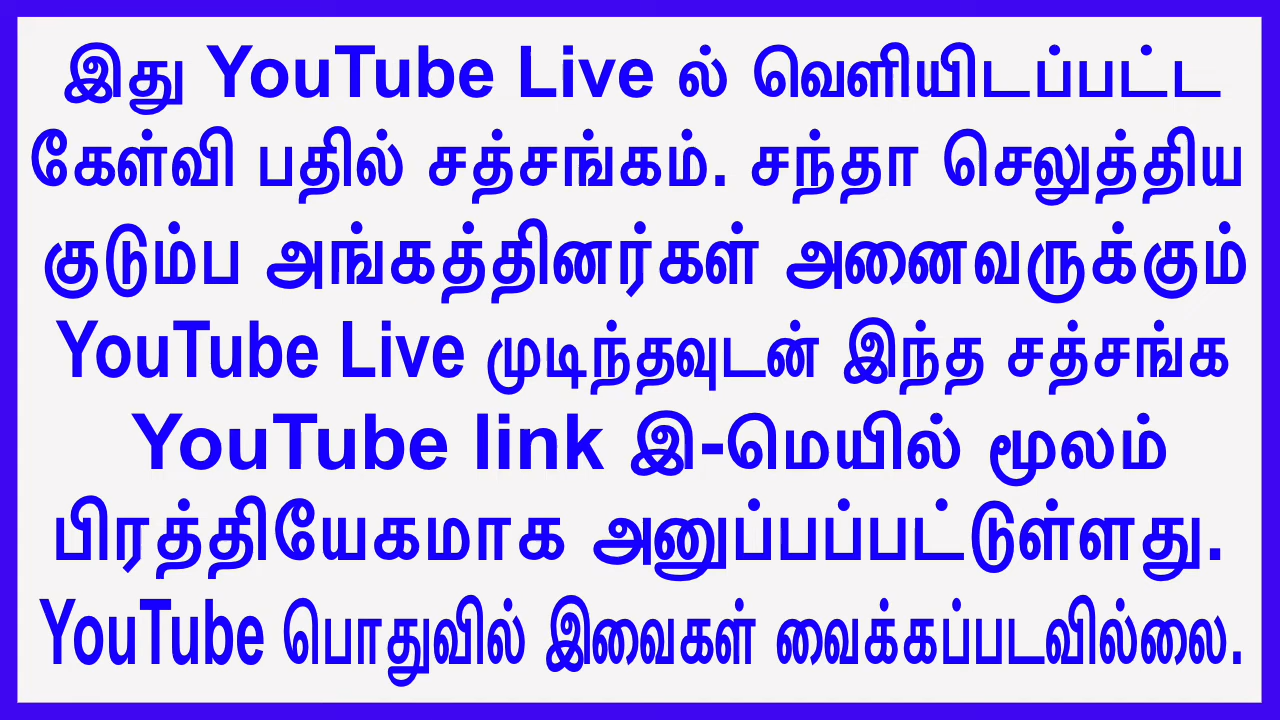 இது YouTube Live ல் வெளியிடப்பட்ட
கேள்வி பதில் சத்சங்கம். சந்தா செலுத்திய
குடும்ப அங்கத்தினர்கள் அனைவருக்கும்
YouTube Live முடிந்தவுடன் இந்த சத்சங்க
YouTube link இ-மெயில் மூலம்
பிரத்தியேகமாக அனுப்பப்பட்டுள்ளது.
YouTube பொதுவில் இவைகள் வைக்கப்படவில்லை.